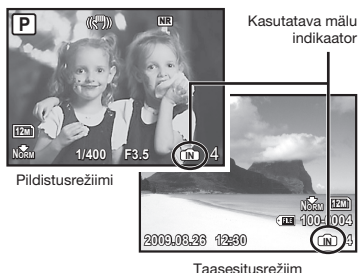 P NR
Kasutatava mälu
indikaator
12M
NORM 1/400 F3.5 IN 4
Pildistusrežiimi
NORM 12M
FILE 100-0004
2009.08.26 12:30 IN 4
Taasesitusrežiim